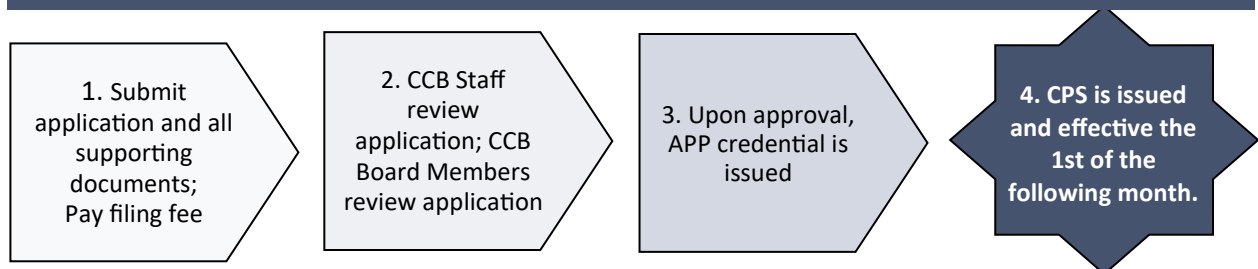 1. Submit
application and all
supporting
documents;
Pay filing fee
2. CCB Staff
review
application; CCB
Board Members
review application
3. Upon approval,
APP credential is
issued
4. CPS is issued
and effective the
1st of the
following month.